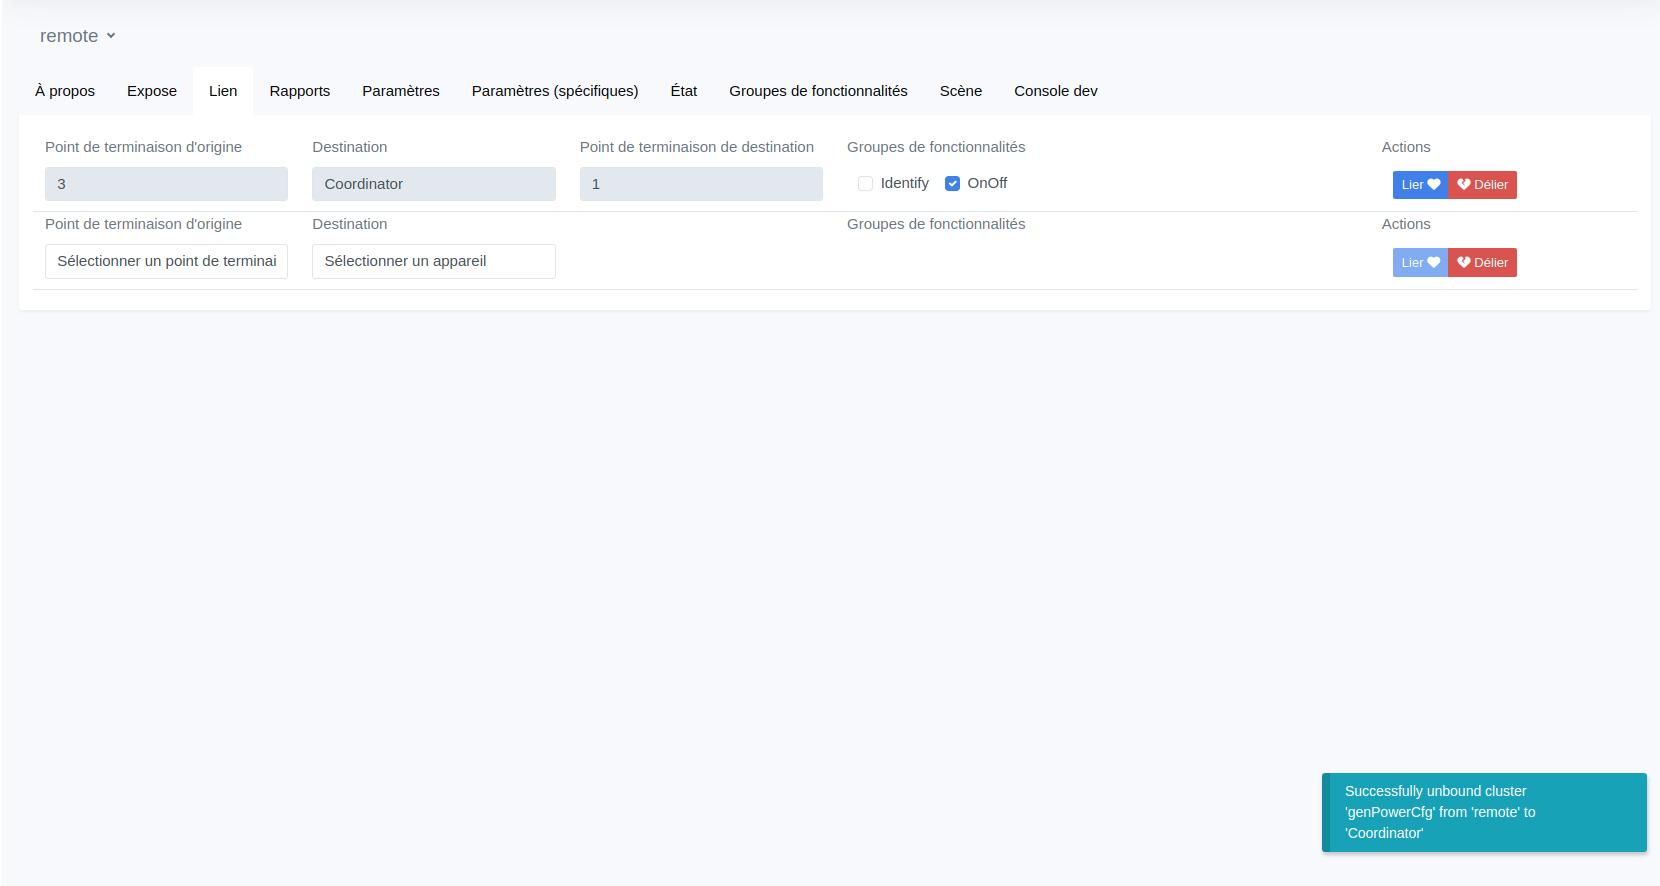 remote
À propos Expose Lien Rapports Paramètres Paramètres (spécifiques) État Groupes de fonctionnalités Scène Console dev
Point de terminaison d'origine Destination Point de terminaison de destination Groupes de fonctionnalités Actions
3 Coordinator 1 Identify OnOff Lier Délier
Point de terminaison d'origine Destination Groupes de fonctionnalités Actions
Sélectionner un point de terminai Sélectionner un appareil Lier Délier
Successfully unbound cluster
'genPowerCfg' from 'remote' to
'Coordinator'